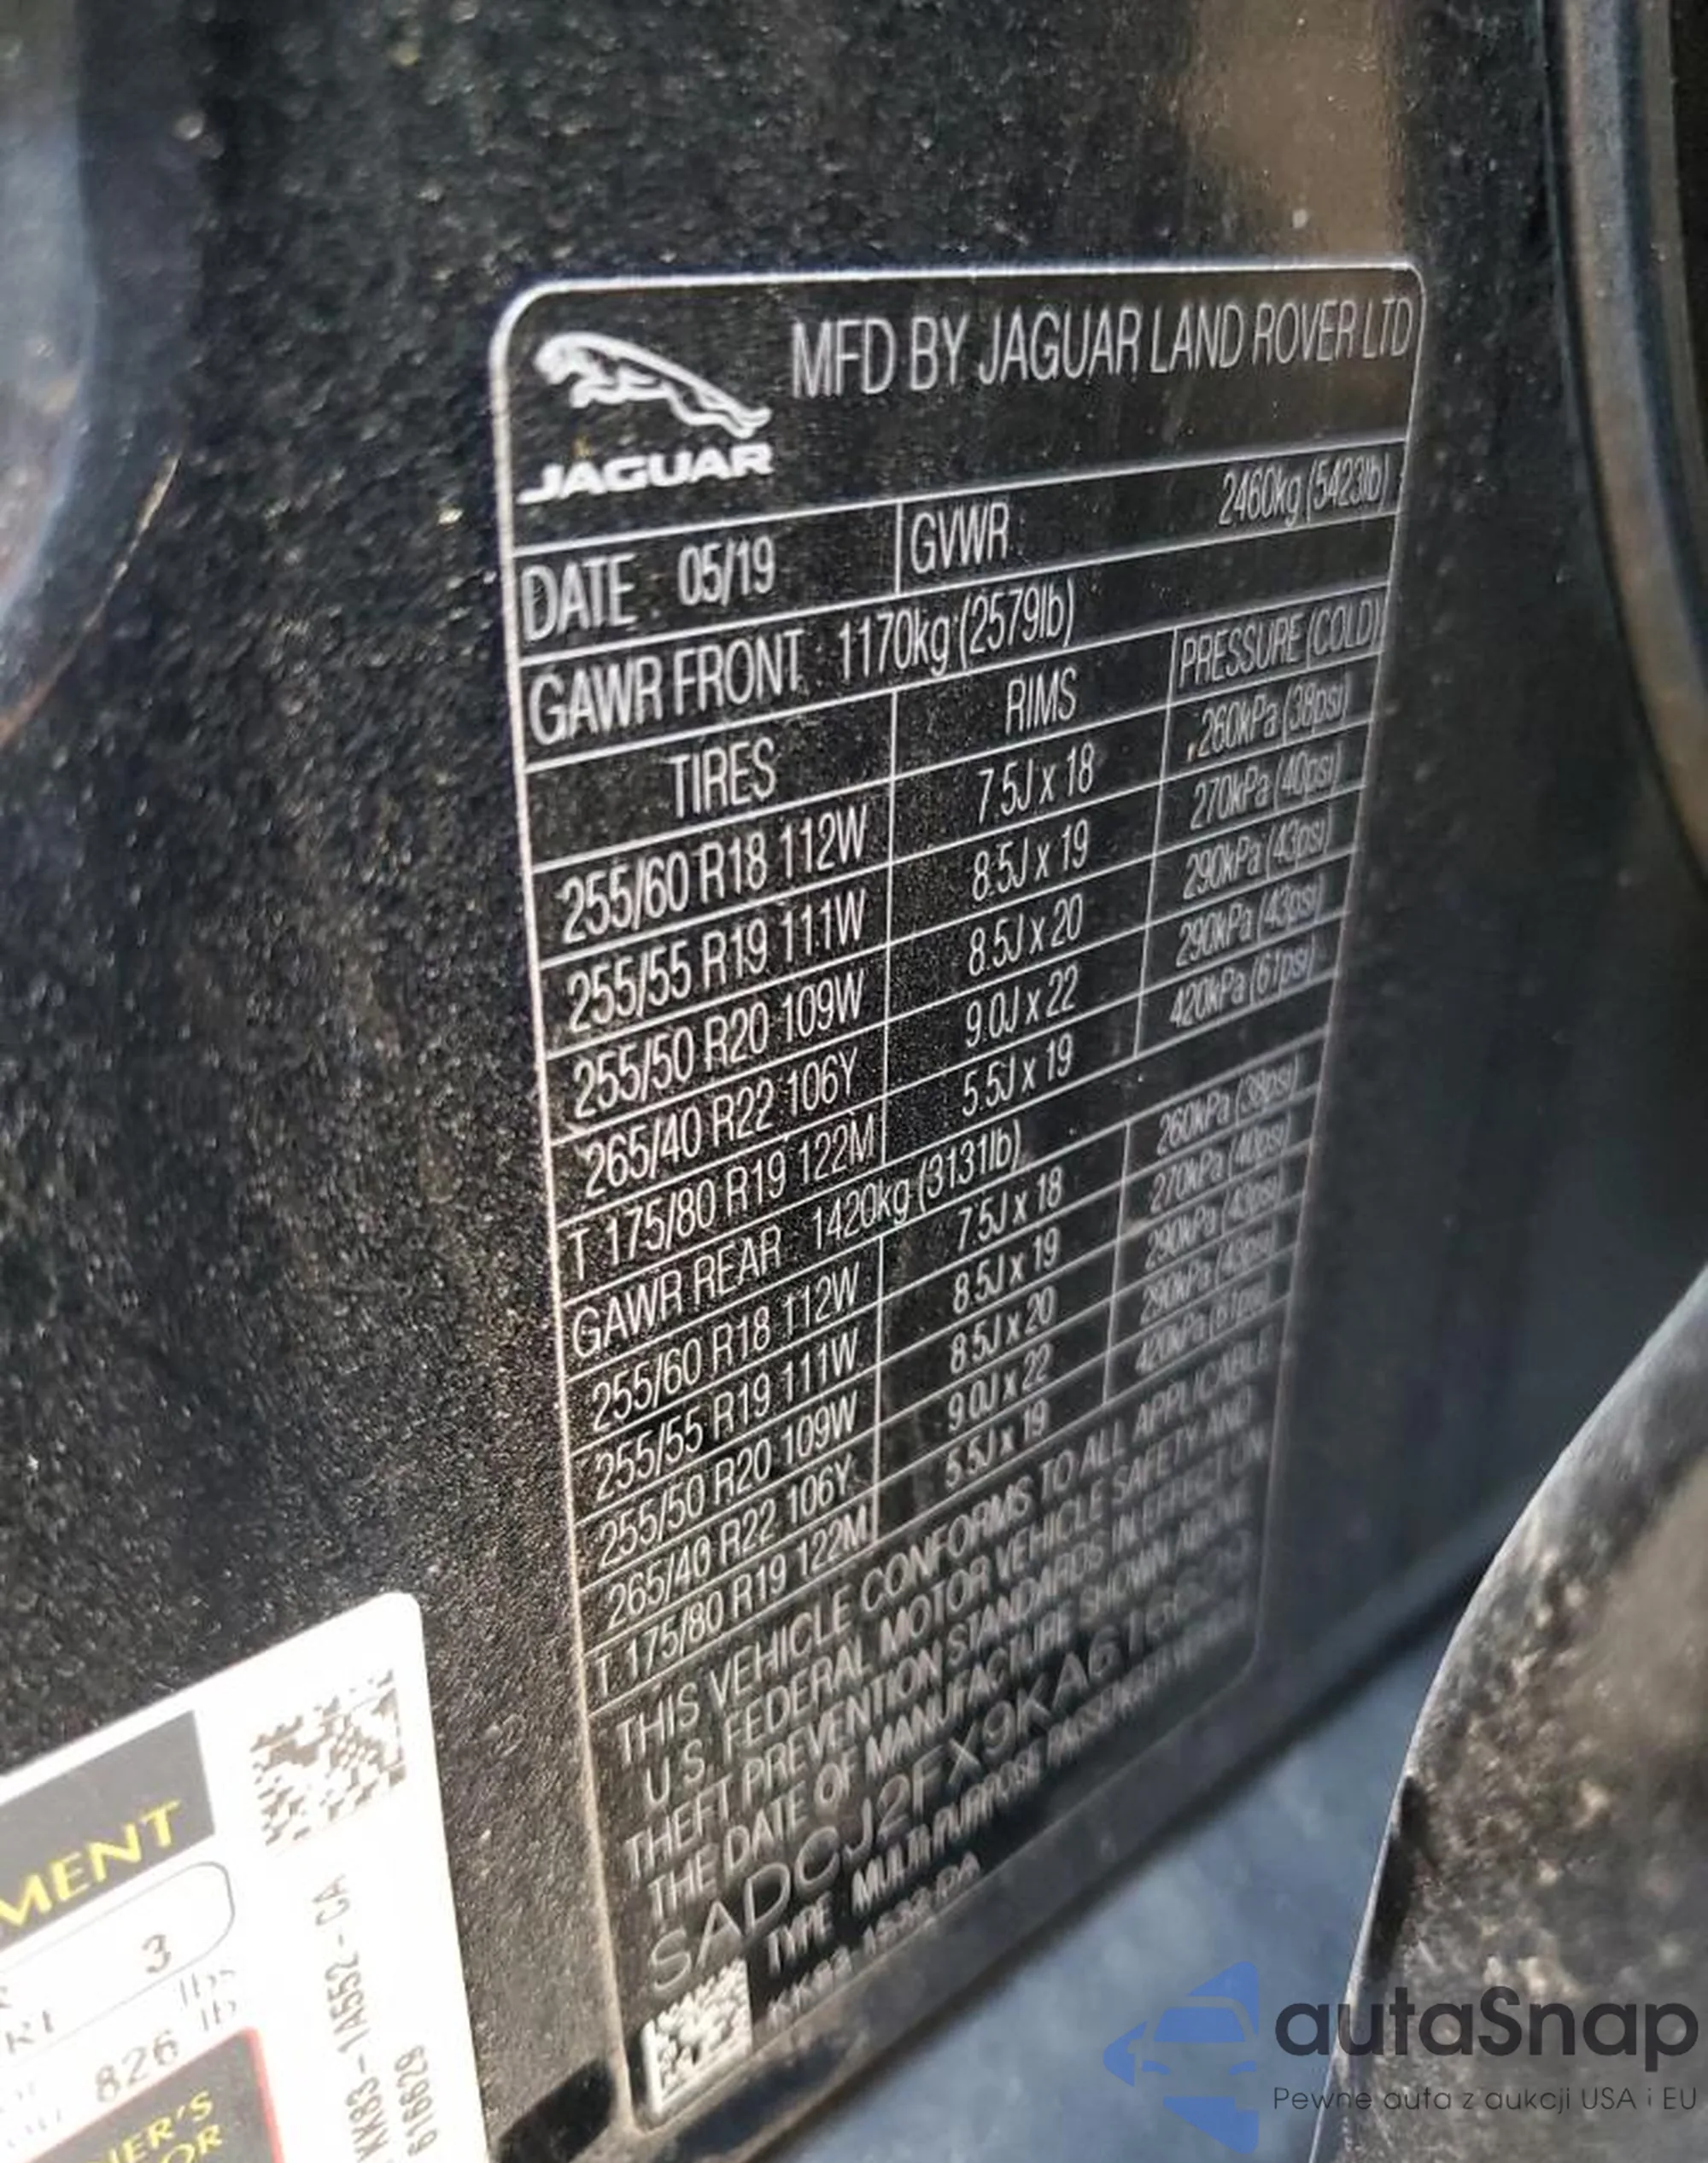 MFD BY JAGUAR LAND ROVER LTD
JAGUAR
DATE: 05/19 GVWR: 2460kg (5423lb)
GAWR FRONT: 1170kg (2579lb)
TIRES RIMS PRESSURE (COLD)
255/60 R18 112W 7.5J x 18 260kPa (38psi)
255/55 R19 111W 8.5J x 19 270kPa (40psi)
255/50 R20 109W 8.5J x 20 290kPa (43psi)
265/40 R22 106Y 9.0J x 22 290kPa (43psi)
T 175/80 R19 122M 5.5J x 19 420kPa (61psi)
GAWR REAR: 1420kg (3131lb)
255/60 R18 112W 7.5J x 18 260kPa (38psi)
255/55 R19 111W 8.5J x 19 270kPa (40psi)
255/50 R20 109W 8.5J x 20 290kPa (43psi)
265/40 R22 106Y 9.0J x 22 290kPa (43psi)
T 175/80 R19 122M 5.5J x 19 420kPa (61psi)
THIS VEHICLE CONFORMS TO ALL APPLICABLE
U.S. FEDERAL MOTOR VEHICLE SAFETY AND
THEFT PREVENTION STANDARDS IN EFFECT ON
THE DATE OF MANUFACTURE SHOWN ABOVE
SADCJ2FX9KA616629
TYPE: MULTI-PURPOSE PASSENGER
MENT
3
lbs
826 lb
KK83-1A552-CA
616629
autaSnap
Pewne auta z aukcji USA i EU